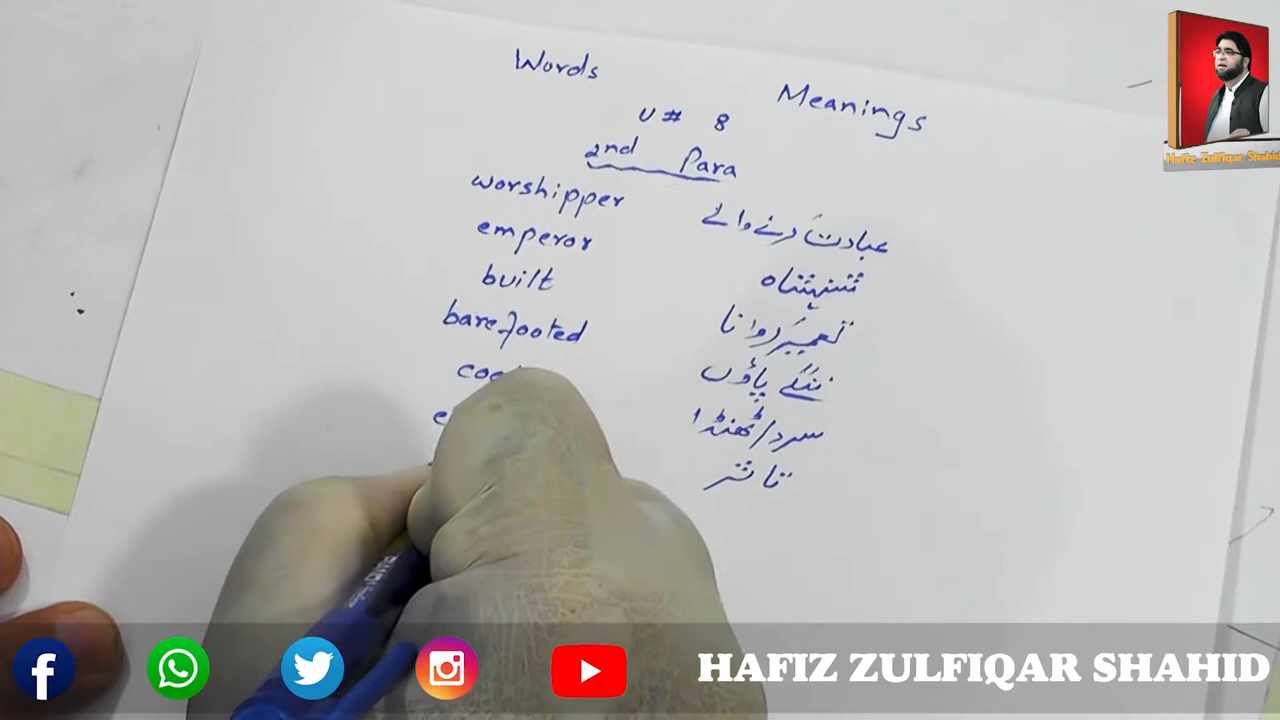 Words Meanings
U# 8
2nd Para
worshipper عبادت کرنے والے
emperor شہنشاہ
built تعمیر کروانا
barefooted ننگے پاؤں
سرد/ٹھنڈا
تاثر
Hafiz Zulfiqar Shahid
HAFIZ ZULFIQAR SHAHID